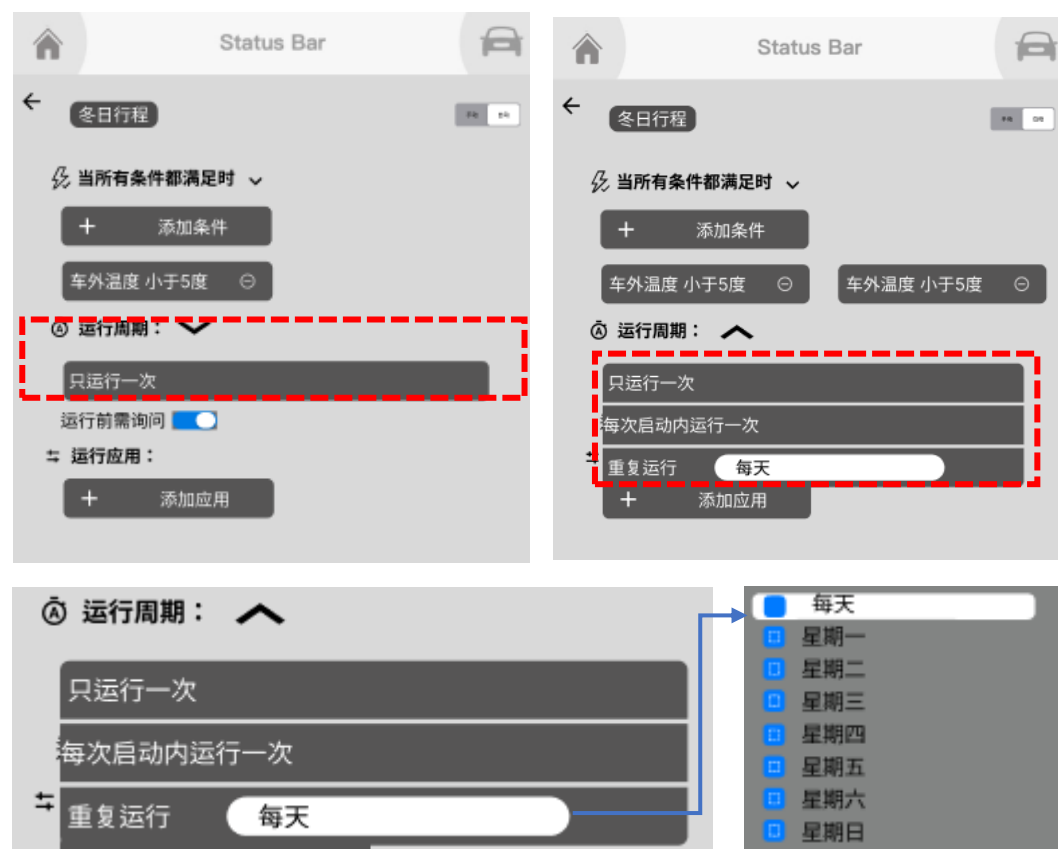 Status Bar
冬日行程
当所有条件都满足时
+ 添加条件
车外温度 小于5度
运行周期：
只运行一次
运行前需询问
运行应用：
+ 添加应用
Status Bar
冬日行程
当所有条件都满足时
+ 添加条件
车外温度 小于5度 车外温度 小于5度
运行周期：
只运行一次
每次启动内运行一次
重复运行 每天
+ 添加应用
A 运行周期：
只运行一次
每次启动内运行一次
重复运行 每天
每天
星期一
星期二
星期三
星期四
星期五
星期六
星期日